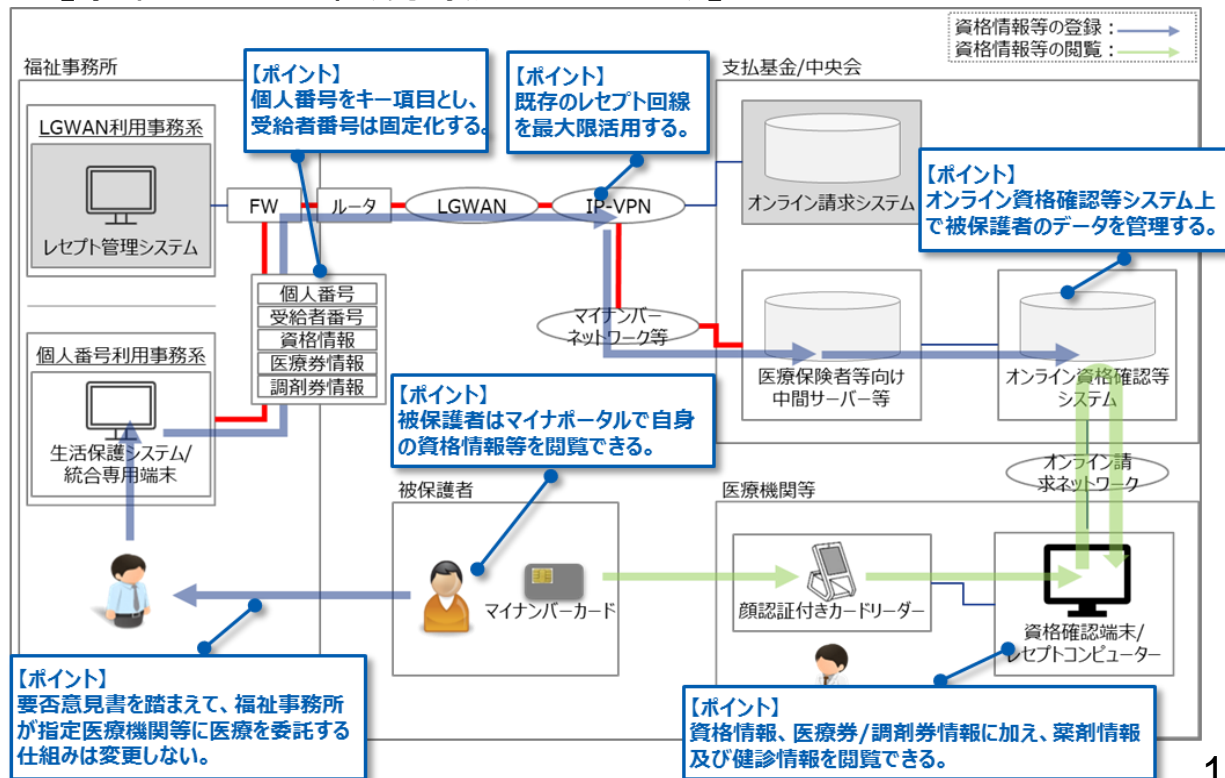 資格情報等の登録：
資格情報等の閲覧：
福祉事務所
【ポイント】
個人番号をキー項目とし、
受給者番号は固定化する。
【ポイント】
既存のレセプト回線
を最大限活用する。
支払基金/中央会
LGWAN利用事務系
レセプト管理システム
FW
ルータ
LGWAN
IP-VPN
オンライン請求システム
【ポイント】
オンライン資格確認等システム上
で被保護者のデータを管理する。
個人番号
受給者番号
資格情報
医療券情報
調剤券情報
マイナンバー
ネットワーク等
個人番号利用事務系
生活保護システム/
統合専用端末
医療保険者等向け
中間サーバー等
オンライン資格確認等
システム
【ポイント】
被保護者はマイナポータルで自身
の資格情報等を閲覧できる。
オンライン請
求ネットワーク
被保護者
マイナンバーカード
医療機関等
顔認証付きカードリーダー
資格確認端末/
レセプトコンピューター
【ポイント】
要否意見書を踏まえて、福祉事務所
が指定医療機関等に医療を委託する
仕組みは変更しない。
【ポイント】
資格情報、医療券/調剤券情報に加え、薬剤情報
及び健診情報を閲覧できる。
1